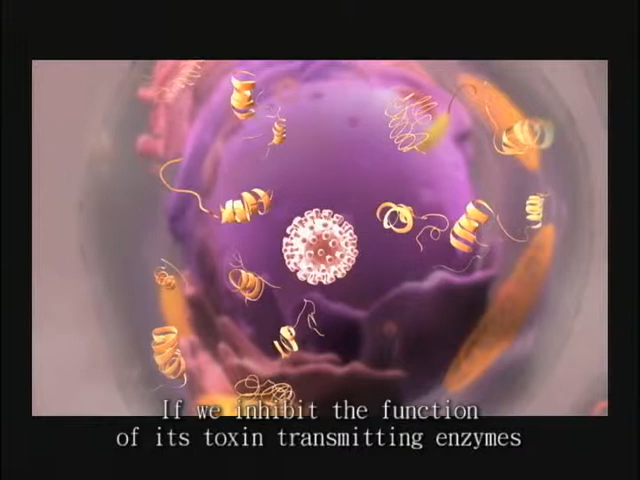 If we inhibit the function
of its toxin transmitting enzymes